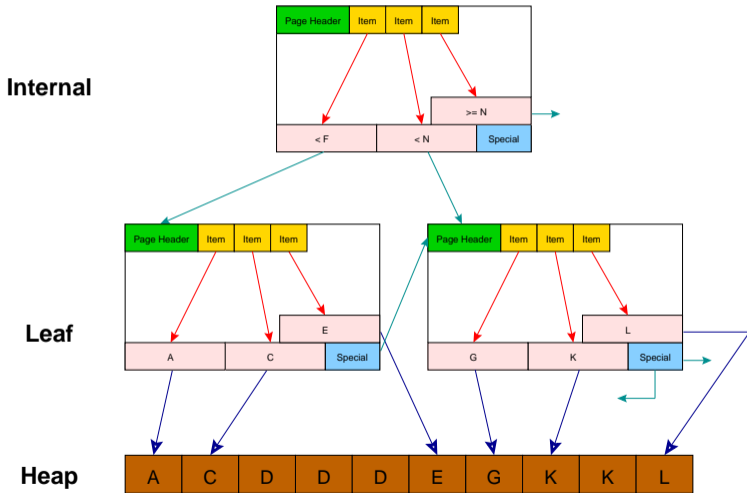 Page Header Item Item Item
Internal
>= N
< F < N Special
Page Header Item Item Item
Page Header Item Item Item
Leaf
E
L
A C Special
G K Special
Heap
A C D D D E G K K L